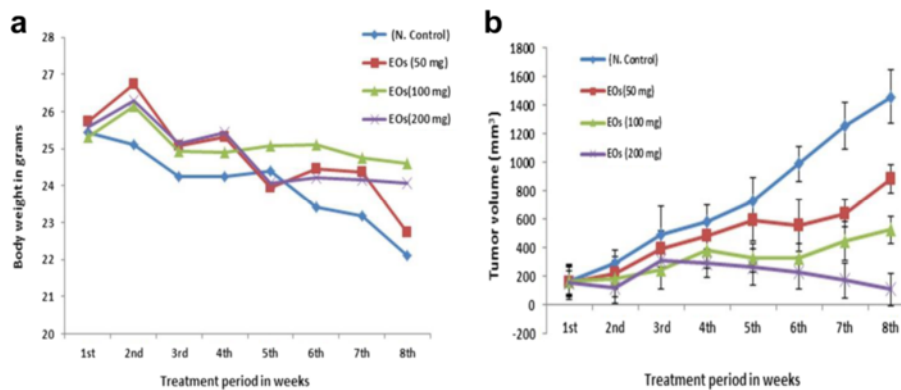 a
28
27
26
25
24
23
22
21
20
Body weight in grams
(N. Control)
EOs (50 mg)
EOs(100 mg)
EOs(200 mg)
1st 2nd 3rd 4th 5th 6th 7th 8th
Treatment period in weeks
b
1800
1600
1400
1200
1000
800
600
400
200
0
-200
Tumor volume (mm³)
(N. Control)
EOs(50 mg)
EOs (100 mg)
EOs (200 mg)
1st 2nd 3rd 4th 5th 6th 7th 8th
Treatment period in weeks